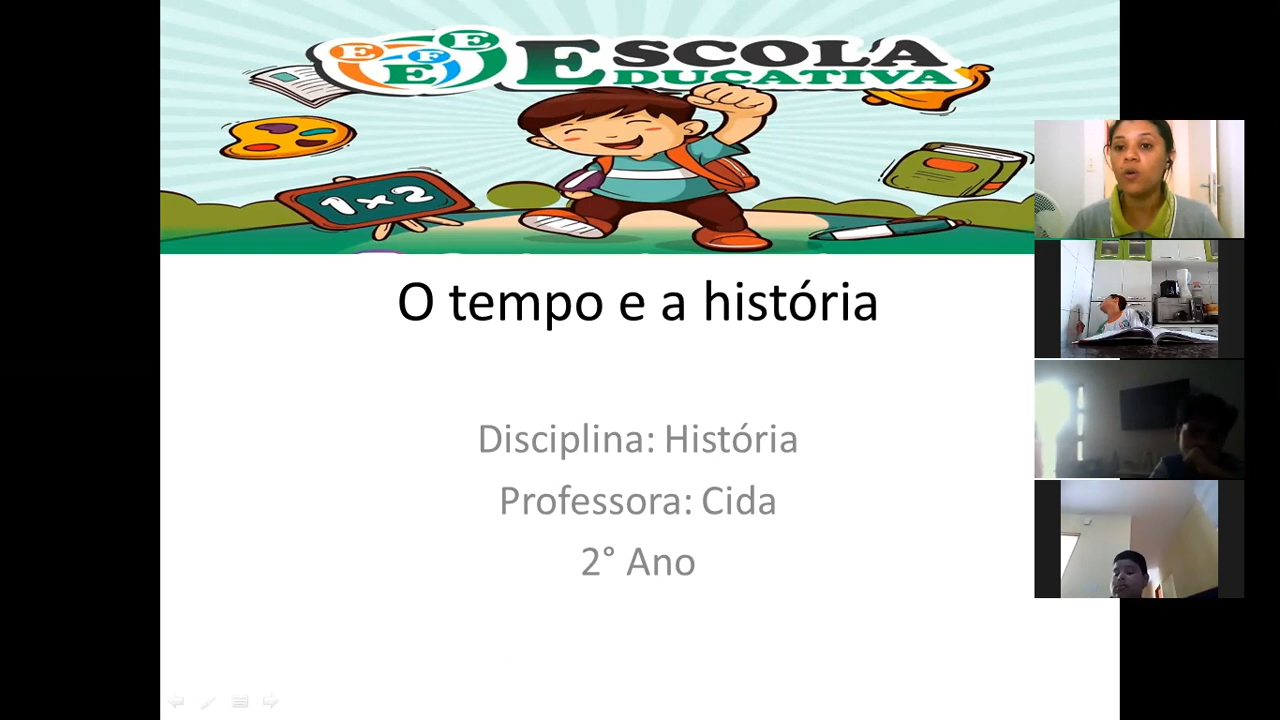 E E F E ESCOLA
EDUCATIVA
1x2
O tempo e a história
Disciplina: História
Professora: Cida
2° Ano